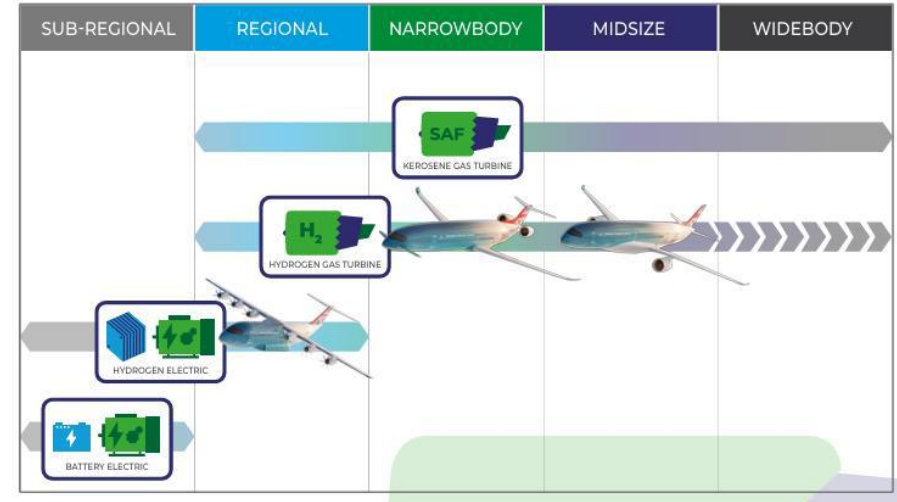 SUB-REGIONAL REGIONAL NARROWBODY MIDSIZE WIDEBODY
SAF
KEROSENE GAS TURBINE
H₂
HYDROGEN GAS TURBINE
HYDROGEN ELECTRIC
BATTERY ELECTRIC